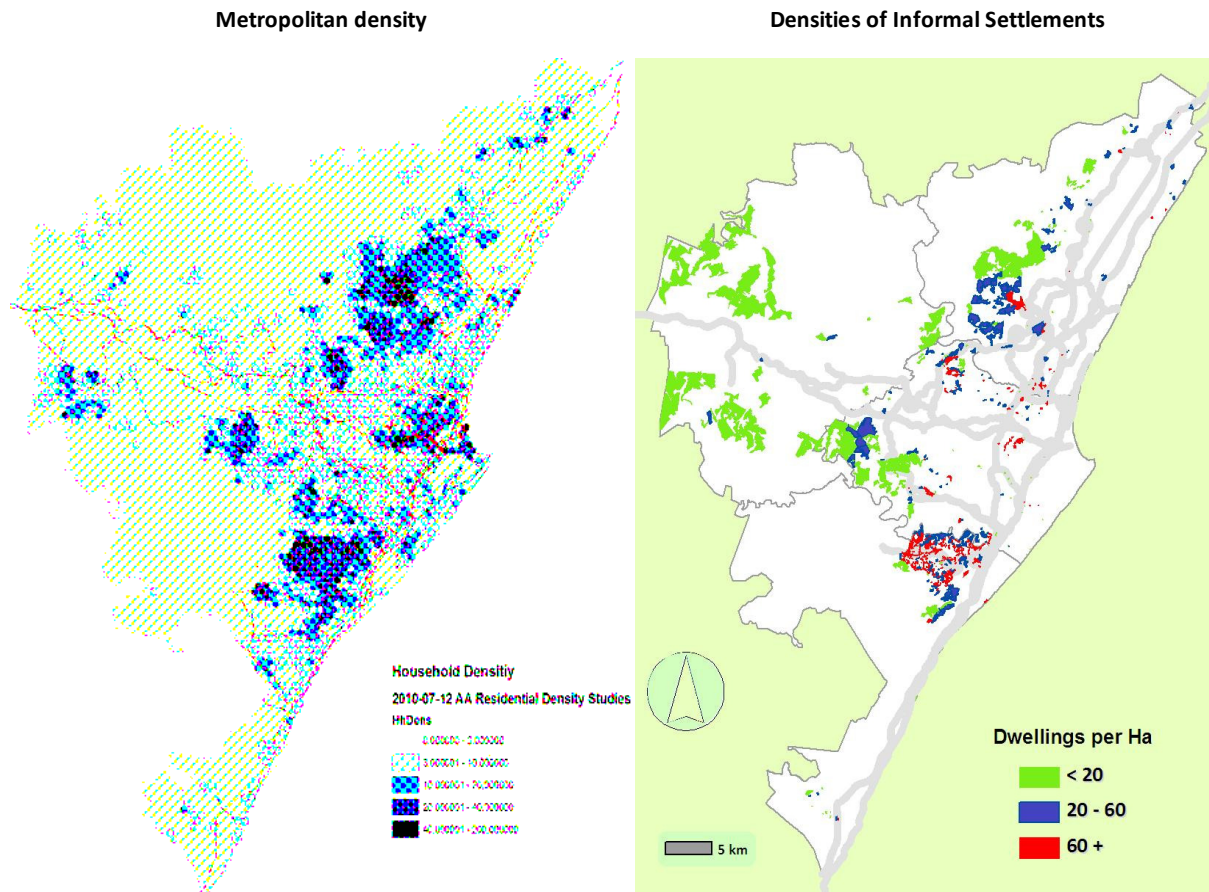 Metropolitan density
Densities of Informal Settlements
Household Densitiy
2010-07-12 AA Residential Density Studies
HhDens
Dwellings per Ha
< 20
20 - 60
60 +
5 km